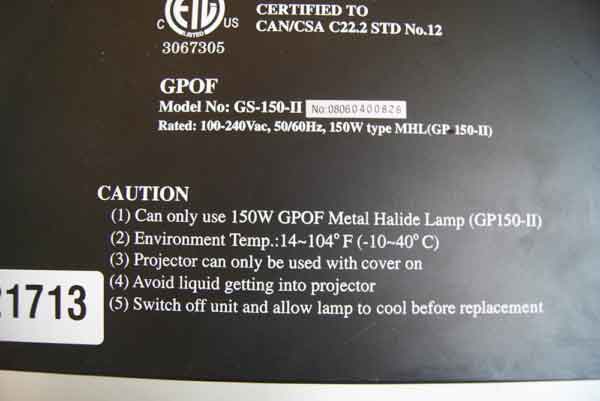 CERTIFIED TO
C ETL US
LISTED
CAN/CSA C22.2 STD No.12
3067305
GPOF
Model No: GS-150-II No:08060400826
Rated: 100-240Vac, 50/60Hz, 150W type MHL(GP 150-II)
CAUTION
(1) Can only use 150W GPOF Metal Halide Lamp (GP150-II)
(2) Environment Temp.:14~104° F (-10~40° C)
(3) Projector can only be used with cover on
(4) Avoid liquid getting into projector
(5) Switch off unit and allow lamp to cool before replacement
1713